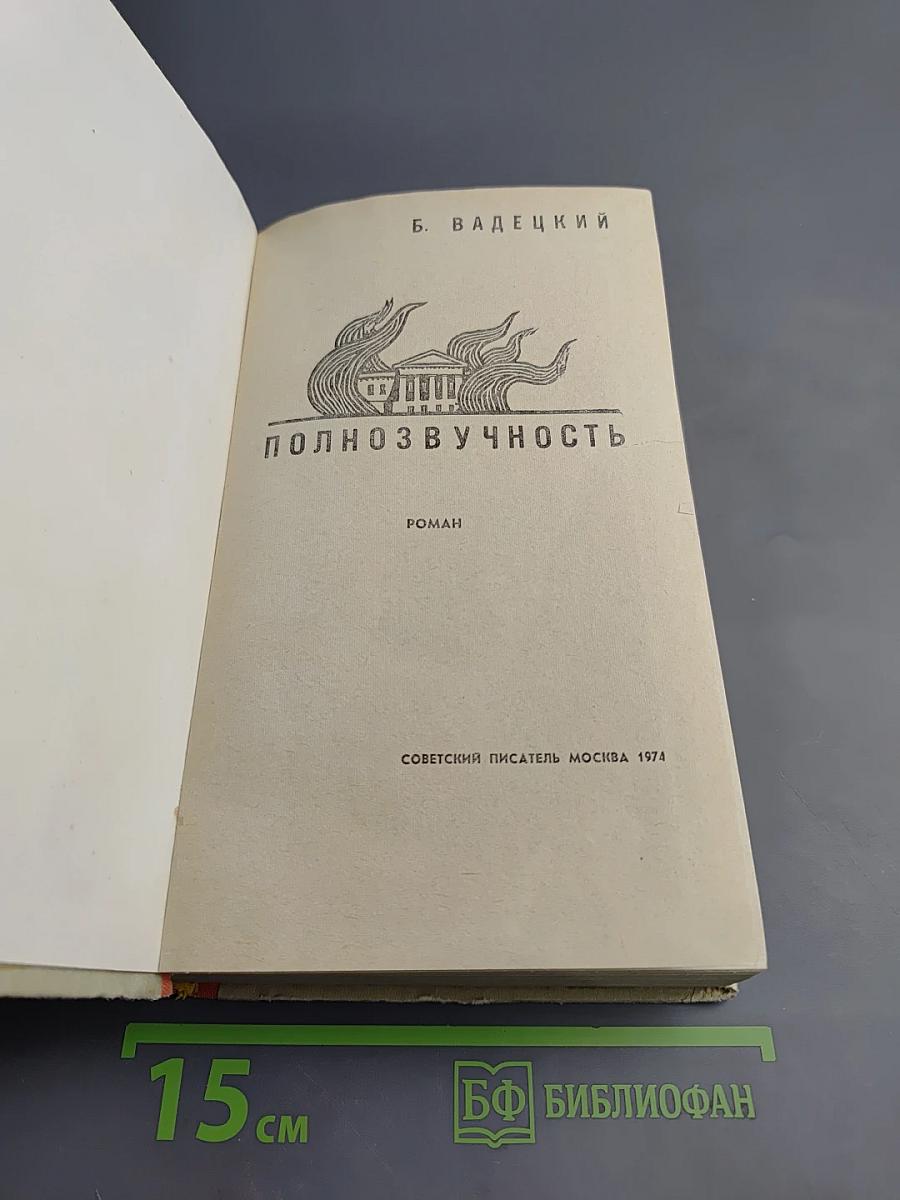 Б. ВАДЕЦКИЙ
ПОЛНОЗВУЧНОСТЬ
РОМАН
СОВЕТСКИЙ ПИСАТЕЛЬ МОСКВА 1974
15 СМ
БФ БИБЛИОФАН